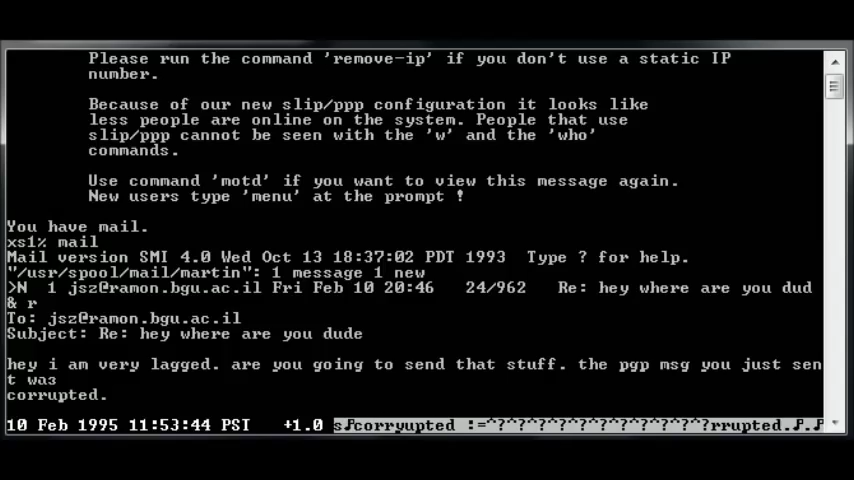 Please run the command 'remove-ip' if you don't use a static IP
number.
Because of our new slip/ppp configuration it looks like
less people are online on the system. People that use
slip/ppp cannot be seen with the 'w' and the 'who'
commands.
Use command 'motd' if you want to view this message again.
New users type 'menu' at the prompt !
You have mail.
xs1% mail
Mail version SMI 4.0 Wed Oct 13 18:37:02 PDT 1993  Type ? for help.
"/usr/spool/mail/martin": 1 message 1 new
>N  1 jsz@ramon.bgu.ac.il Fri Feb 10 20:46   24/962   Re: hey where are you dud
& r
To: jsz@ramon.bgu.ac.il
Subject: Re: hey where are you dude
hey i am very lagged. are you going to send that stuff. the pgp msg you just sen
t was
corrupted.
10 Feb 1995 11:53:44 PSI   +1.0 s♪corryupted :=^?^?^?^?^?^?^?^?^?^?^?rrupted.♪.♪